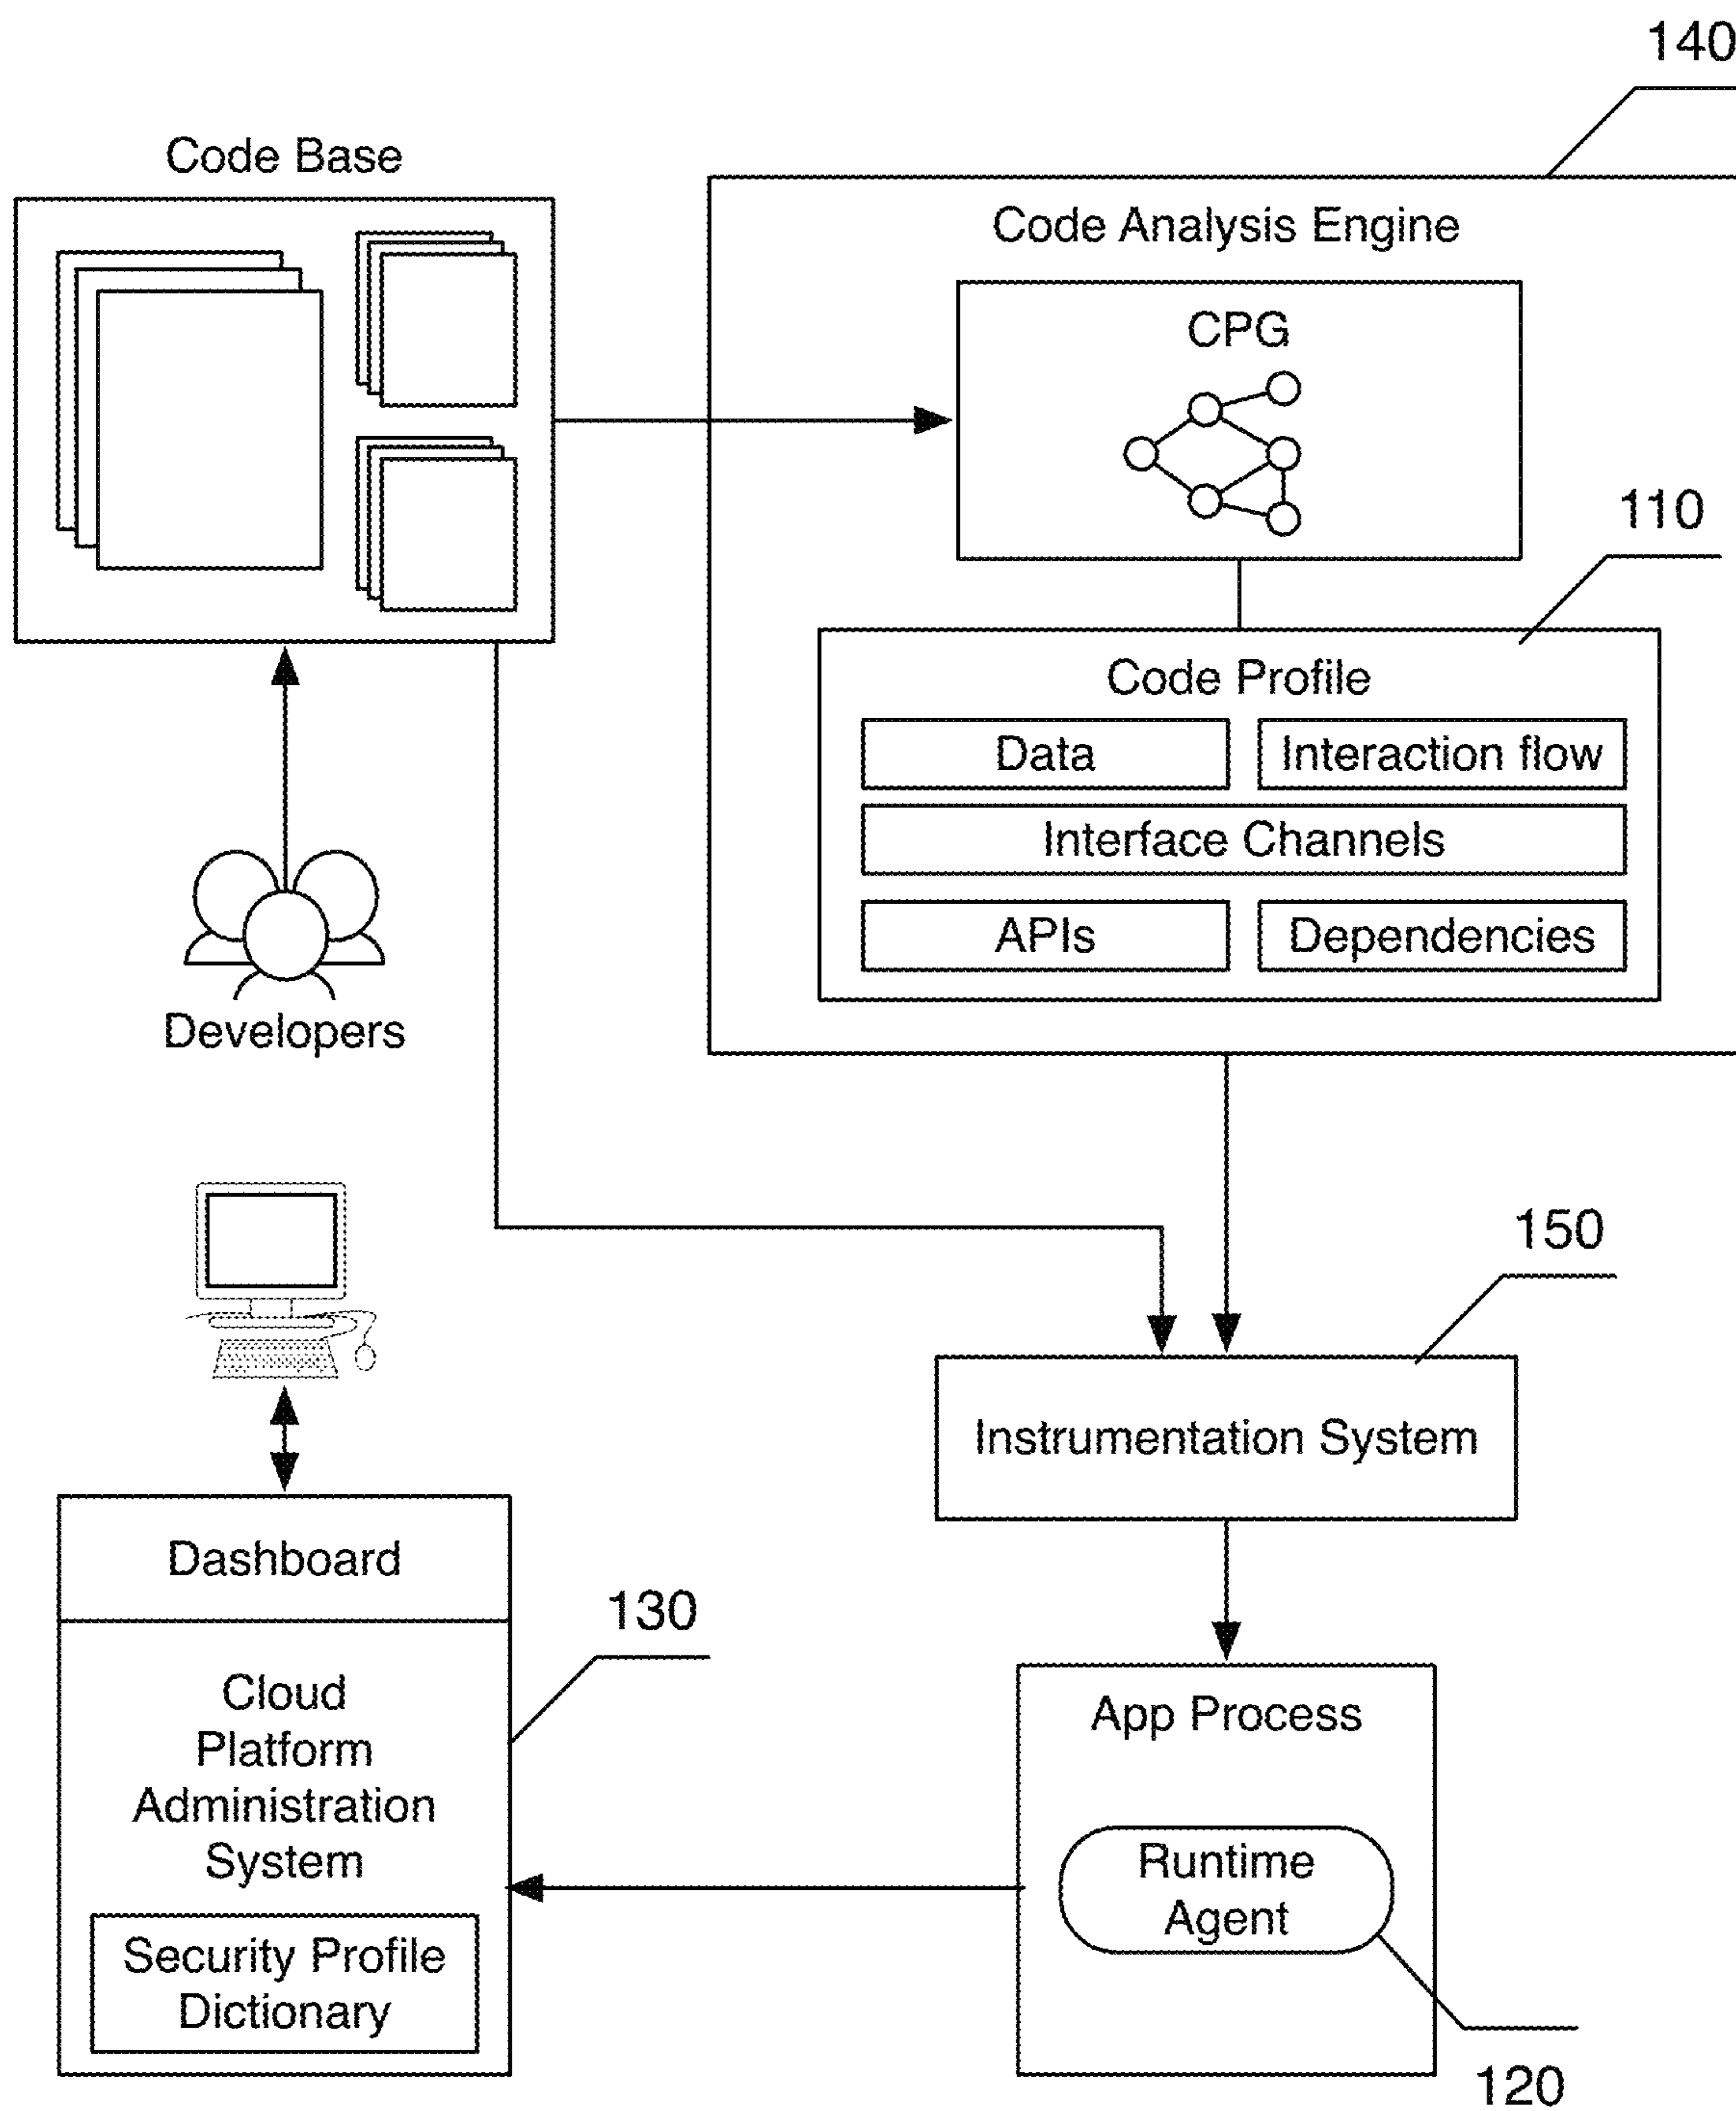 140
Code Base
Code Analysis Engine
CPG
110
Code Profile
Data
Interaction flow
Interface Channels
APIs
Dependencies
Developers
150
Instrumentation System
Dashboard
130
Cloud
Platform
Administration
System
Security Profile
Dictionary
App Process
Runtime
Agent
120